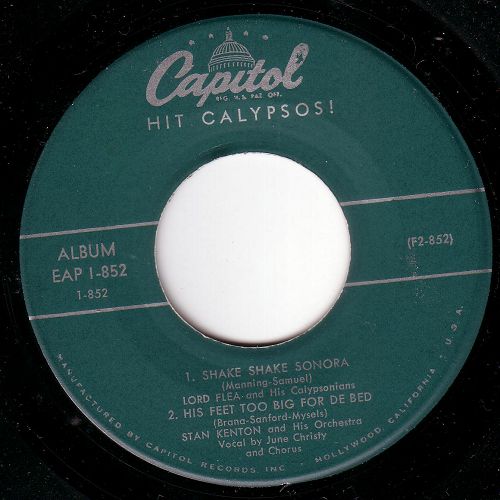 Capitol
REG. U.S. PAT. OFF.
HIT CALYPSOS!
ALBUM
EAP 1-852
1-852
(F2-852)
1. SHAKE SHAKE SONORA
(Manning-Samuel)
LORD FLEA and His Calypsonians
2. HIS FEET TOO BIG FOR DE BED
(Brana-Sanford-Mysels)
STAN KENTON and His Orchestra
Vocal by June Christy
and Chorus
MANUFACTURED BY CAPITOL RECORDS INC HOLLYWOOD CALIFORNIA · U.S.A.